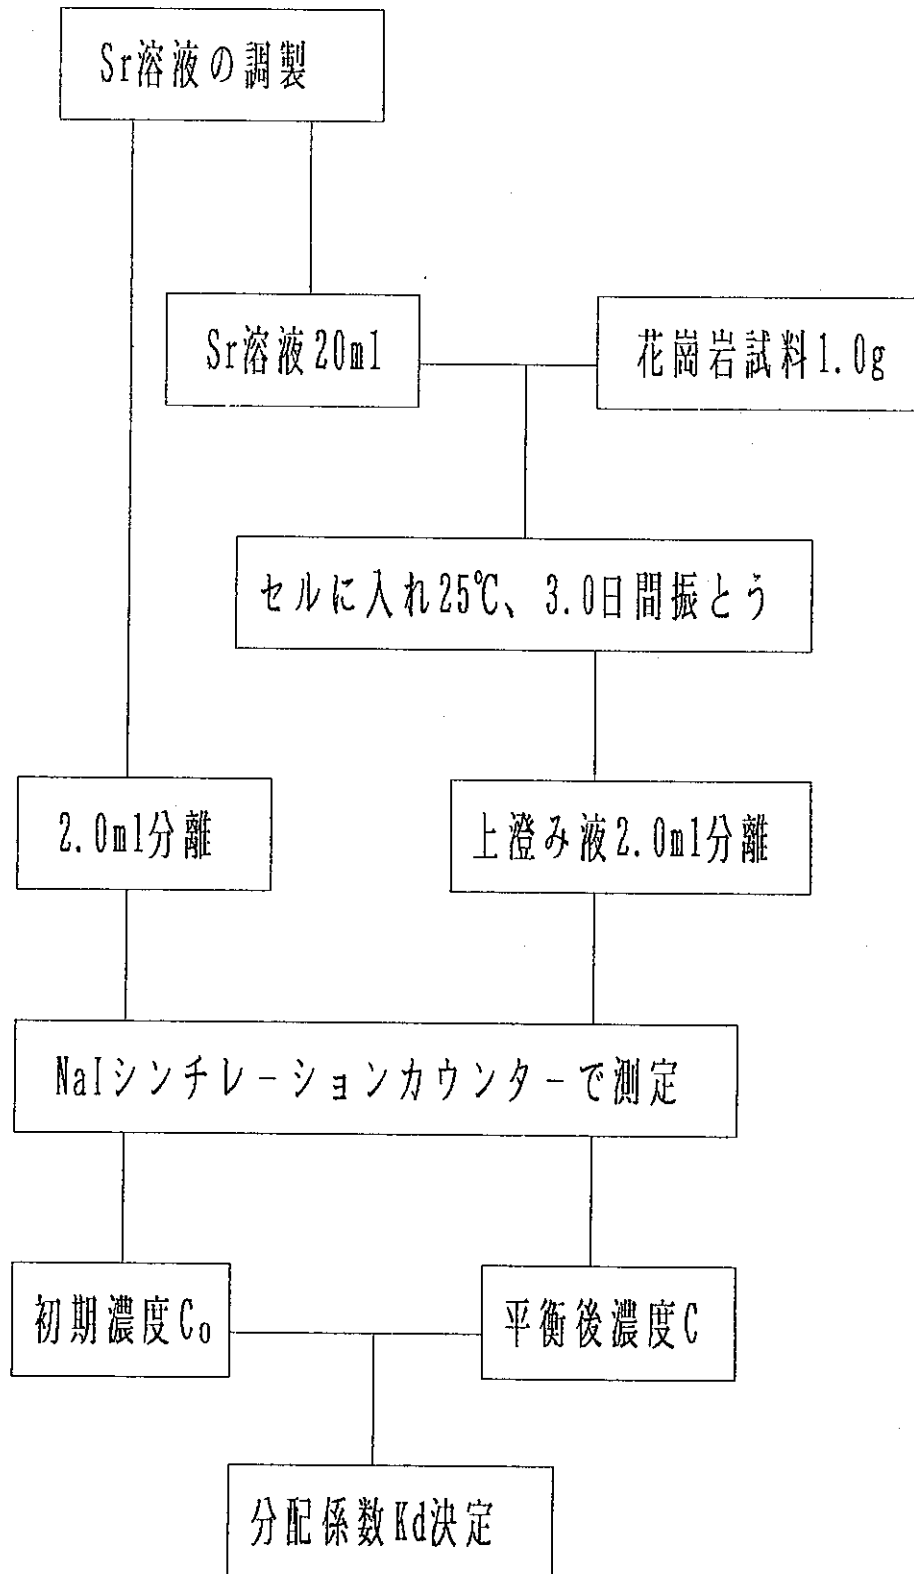 Sr溶液の調製
Sr溶液20ml
花崗岩試料1.0g
セルに入れ25℃、3.0日間振とう
2.0ml分離
上澄み液2.0ml分離
NaIシンチレーションカウンターで測定
初期濃度C₀
平衡後濃度C
分配係数Kd決定